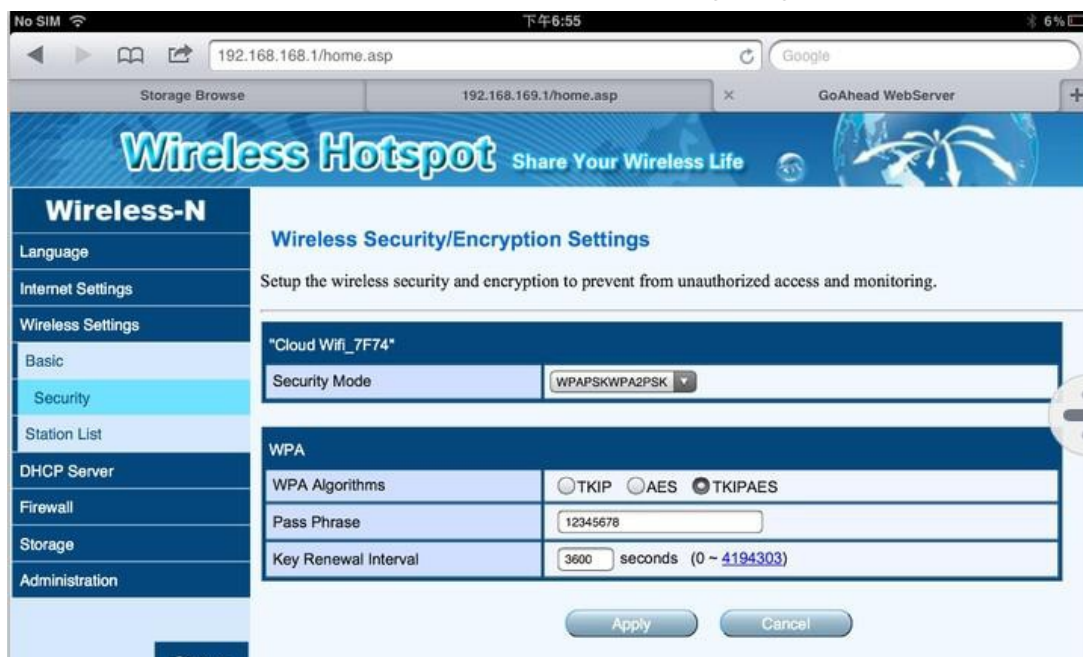 No SIM 下午6:55 6%
192.168.168.1/home.asp Google
Storage Browse 192.168.169.1/home.asp × GoAhead WebServer +
Wireless Hotspot Share Your Wireless Life
Wireless-N
Language
Internet Settings
Wireless Settings
Basic
Security
Station List
DHCP Server
Firewall
Storage
Administration
Wireless Security/Encryption Settings
Setup the wireless security and encryption to prevent from unauthorized access and monitoring.
"Cloud Wifi_7F74"
Security Mode WPAPSKWPA2PSK
WPA
WPA Algorithms TKIP AES TKIPAES
Pass Phrase 12345678
Key Renewal Interval 3600 seconds (0 ~ 4194303)
Apply Cancel